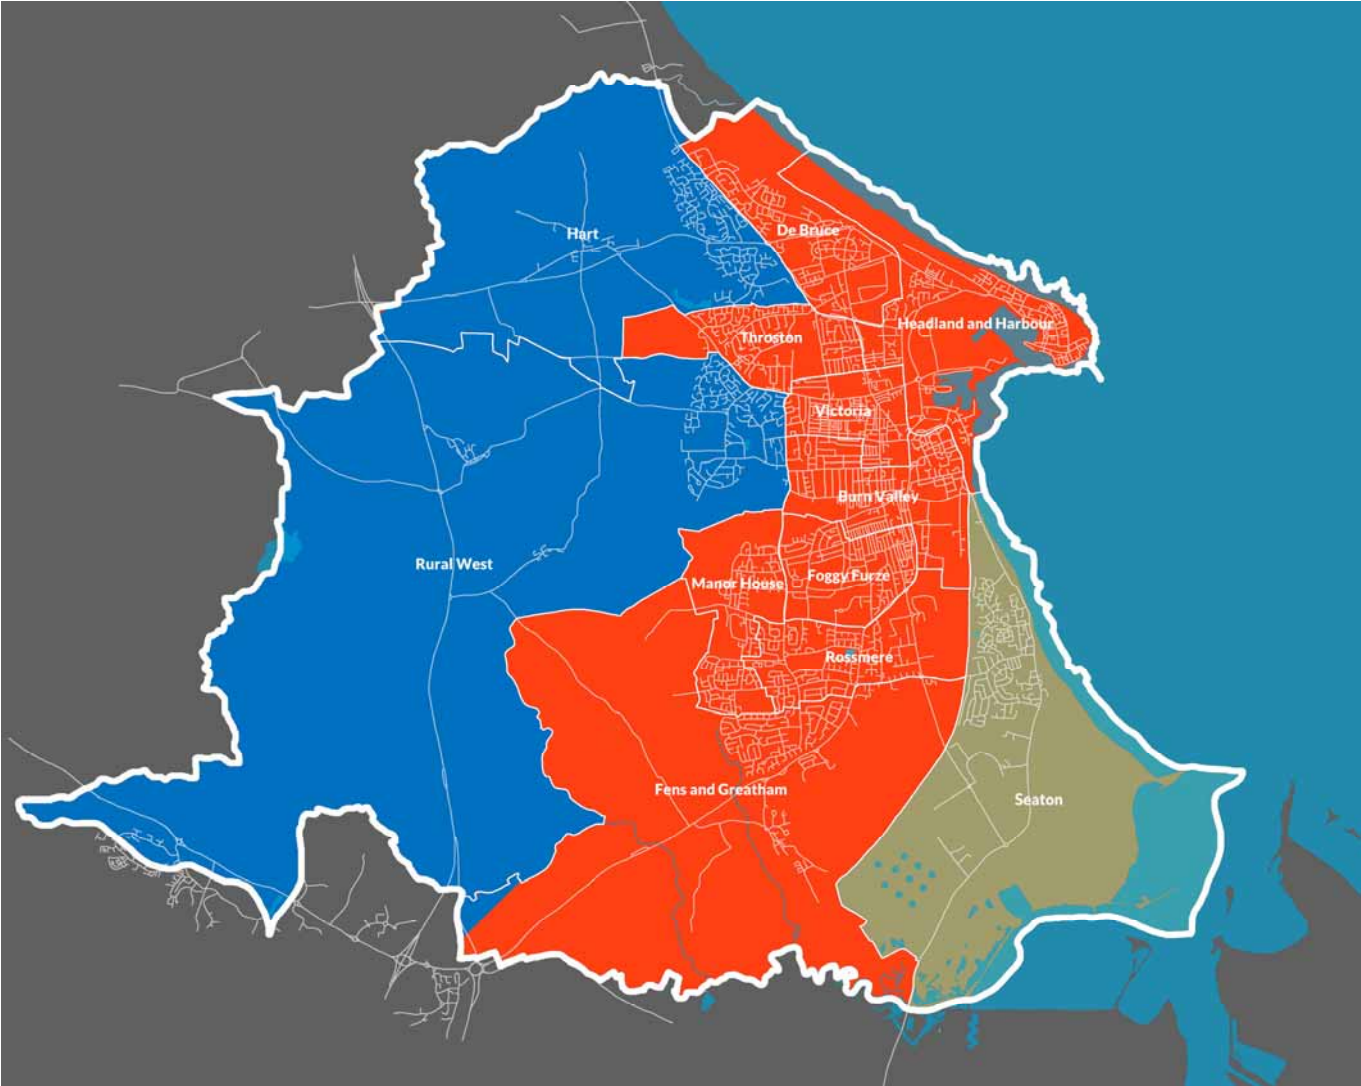 De Bruce
Hart
Headland and Harbour
Throston
Victoria
Burn Valley
Rural West
Foggy Furze
Manor House
Rossmere
Fens and Greatham
Seaton